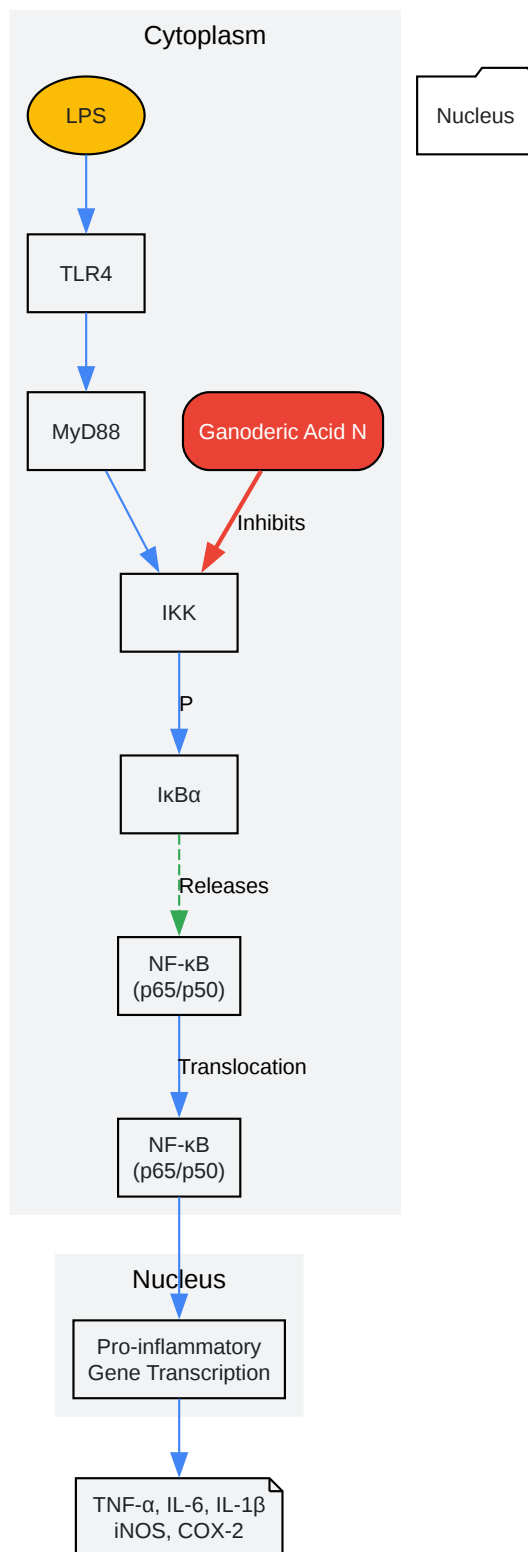 Cytoplasm
LPS
Nucleus
TLR4
MyD88
Ganoderic Acid N
Inhibits
IKK
P
IκBα
Releases
NF-κB
(p65/p50)
Translocation
NF-κB
(p65/p50)
Nucleus
Pro-inflammatory
Gene Transcription
TNF-α, IL-6, IL-1β
iNOS, COX-2